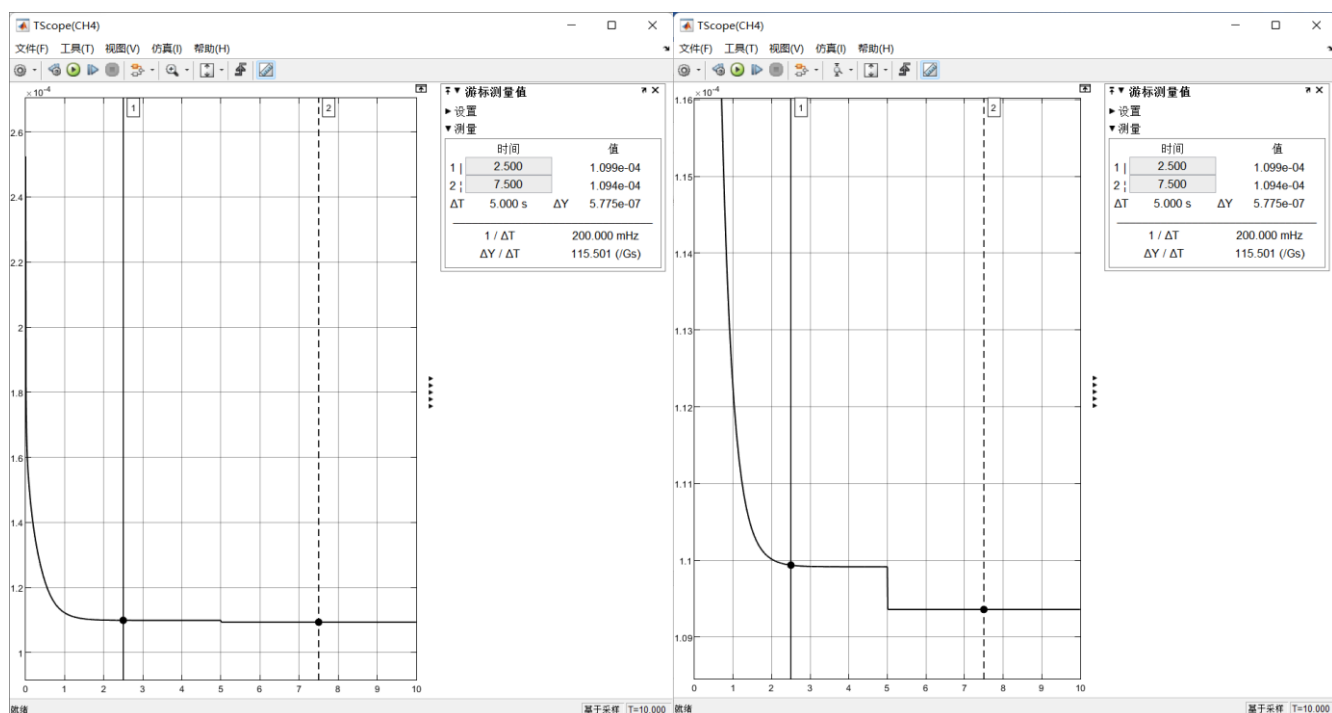 TScope(CH4)
文件(F) 工具(T) 视图(V) 仿真(I) 帮助(H)
×10⁻⁴
2.6
2.4
2.2
2
1.8
1.6
1.4
1.2
1
0 1 2 3 4 5 6 7 8 9 10
1
2
游标测量值
设置
测量
时间 值
1 | 2.500 1.099e-04
2 ¦ 7.500 1.094e-04
ΔT 5.000 s ΔY 5.775e-07
1 / ΔT 200.000 mHz
ΔY / ΔT 115.501 (/Gs)
就绪
基于采样 T=10.000
TScope(CH4)
文件(F) 工具(T) 视图(V) 仿真(I) 帮助(H)
×10⁻⁴
1.16
1.15
1.14
1.13
1.12
1.11
1.1
1.09
0 1 2 3 4 5 6 7 8 9 10
1
2
游标测量值
设置
测量
时间 值
1 | 2.500 1.099e-04
2 ¦ 7.500 1.094e-04
ΔT 5.000 s ΔY 5.775e-07
1 / ΔT 200.000 mHz
ΔY / ΔT 115.501 (/Gs)
就绪
基于采样 T=10.000